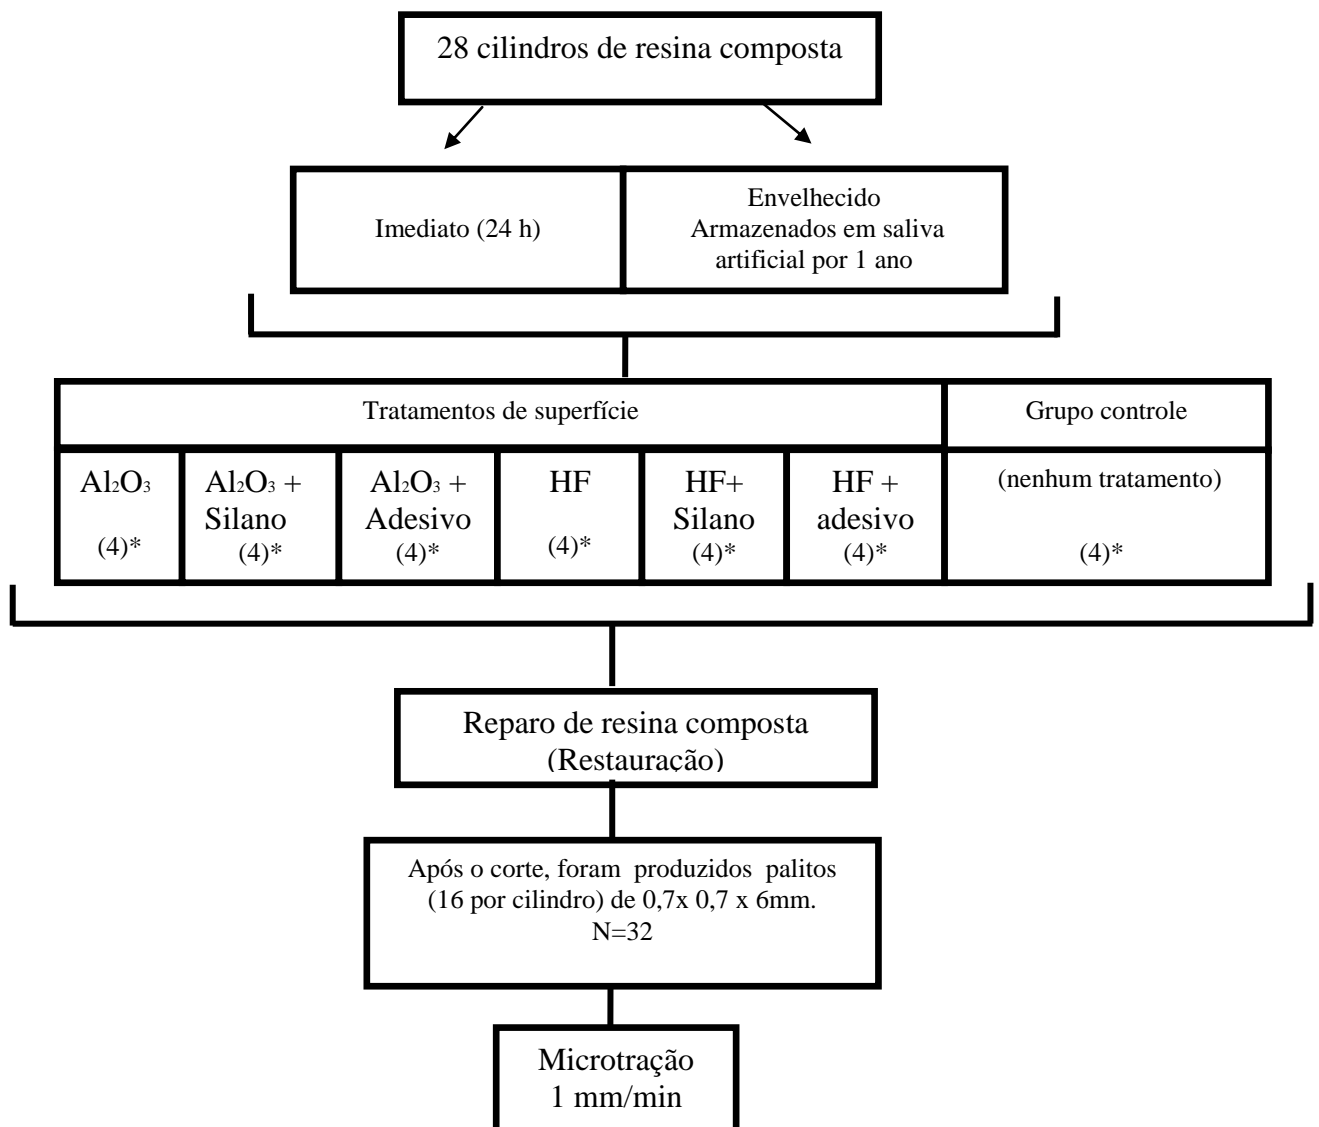 28 cilindros de resina composta
Imediato (24 h)
Envelhecido
Armazenados em saliva
artificial por 1 ano
Tratamentos de superfície
Grupo controle
Al₂O₃
(4)*
Al₂O₃ +
Silano
(4)*
Al₂O₃ +
Adesivo
(4)*
HF
(4)*
HF+
Silano
(4)*
HF +
adesivo
(4)*
(nenhum tratamento)
(4)*
Reparo de resina composta
(Restauração)
Após o corte, foram produzidos palitos
(16 por cilindro) de 0,7x 0,7 x 6mm.
N=32
Microtração
1 mm/min